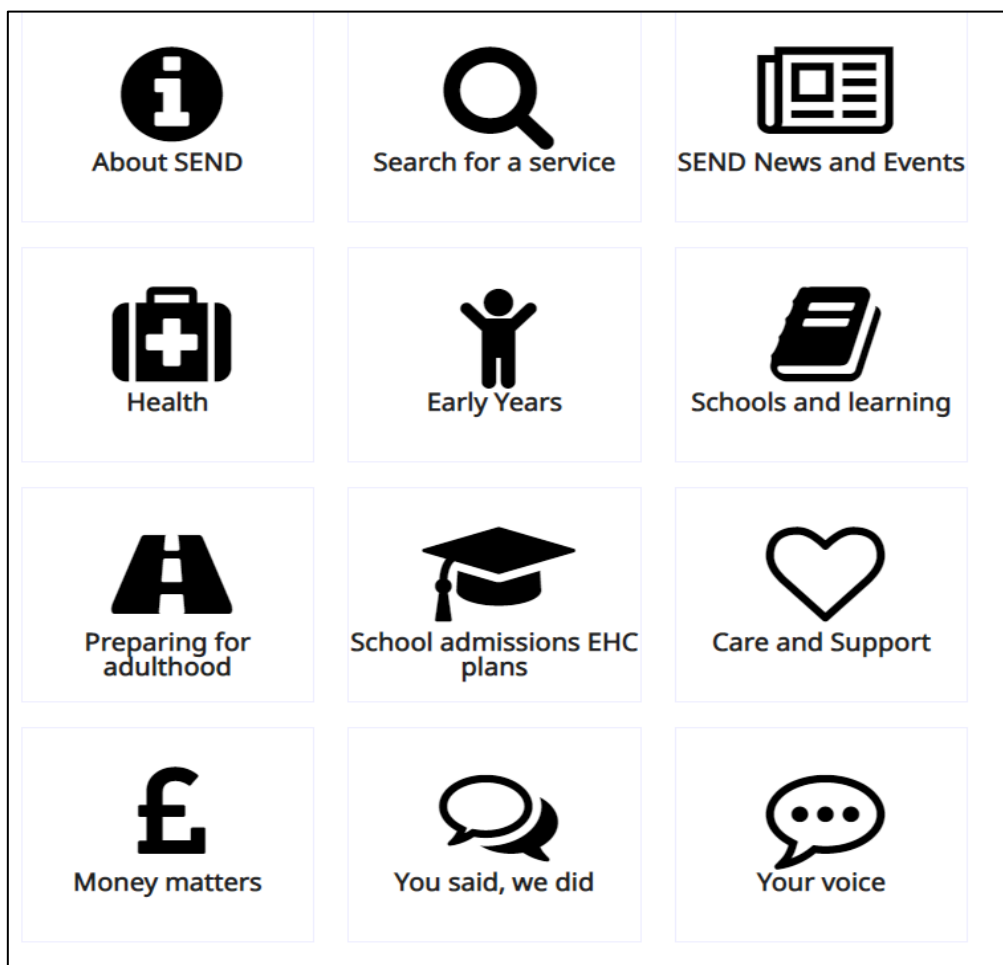 About SEND
Search for a service
SEND News and Events
Health
Early Years
Schools and learning
Preparing for
adulthood
School admissions EHC
plans
Care and Support
£
Money matters
You said, we did
Your voice